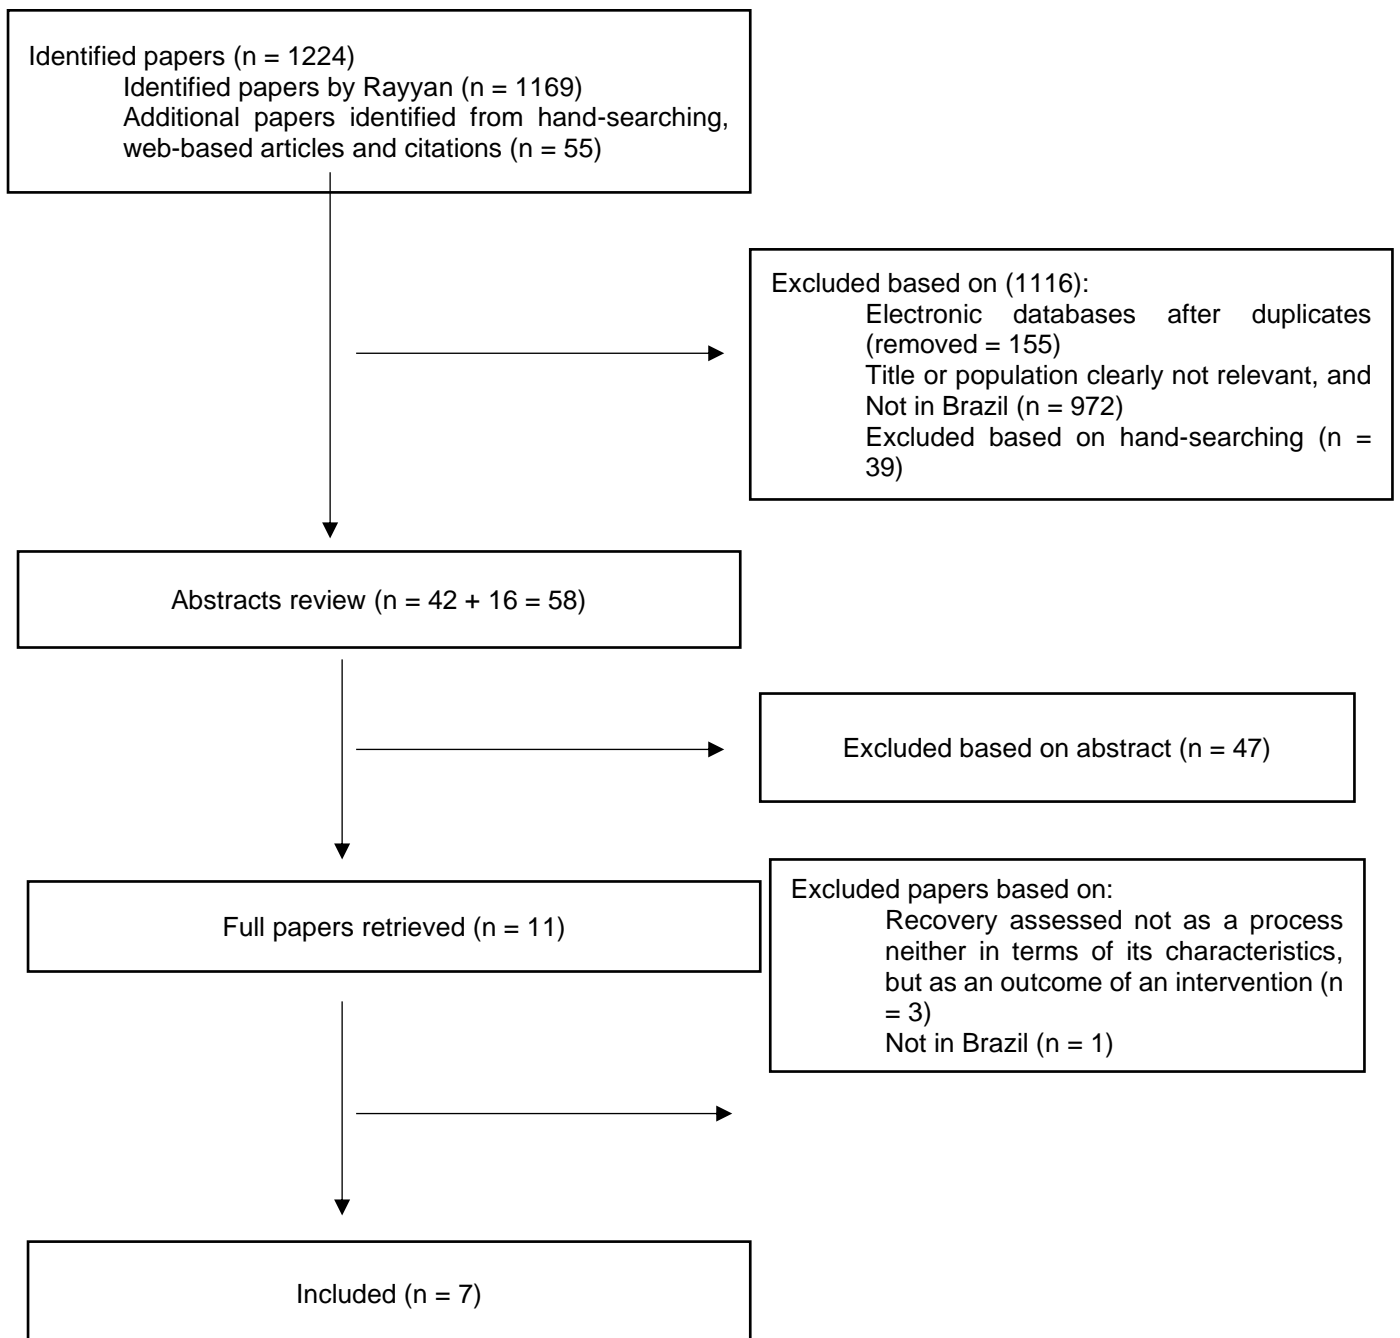 Identified papers (n = 1224)
Identified papers by Rayyan (n = 1169)
Additional papers identified from hand-searching,
web-based articles and citations (n = 55)
Excluded based on (1116):
Electronic databases after duplicates
(removed = 155)
Title or population clearly not relevant, and
Not in Brazil (n = 972)
Excluded based on hand-searching (n =
39)
Abstracts review (n = 42 + 16 = 58)
Excluded based on abstract (n = 47)
Full papers retrieved (n = 11)
Excluded papers based on:
Recovery assessed not as a process
neither in terms of its characteristics,
but as an outcome of an intervention (n
= 3)
Not in Brazil (n = 1)
Included (n = 7)